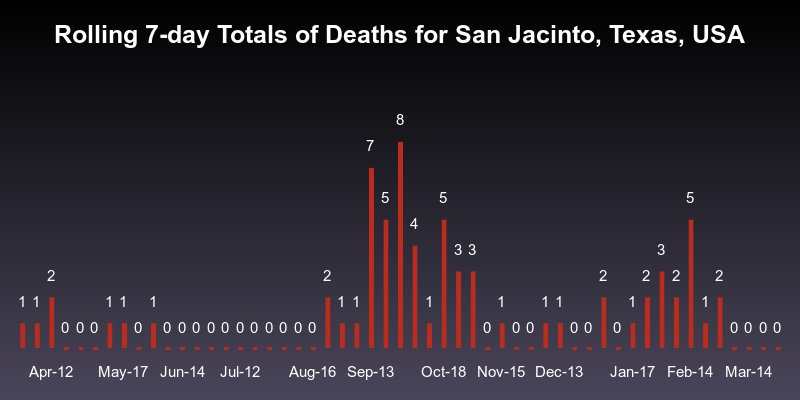 Rolling 7-day Totals of Deaths for San Jacinto, Texas, USA
8
7
5 5 5
4
3 3 3
2 2 2 2 2 2
1 1 1 1 1 1 1 1 1 1 1 1 1
0 0 0 0 0 0 0 0 0 0 0 0 0 0 0 0 0 0 0 0 0 0 0 0 0 0
Apr-12 May-17 Jun-14 Jul-12 Aug-16 Sep-13 Oct-18 Nov-15 Dec-13 Jan-17 Feb-14 Mar-14